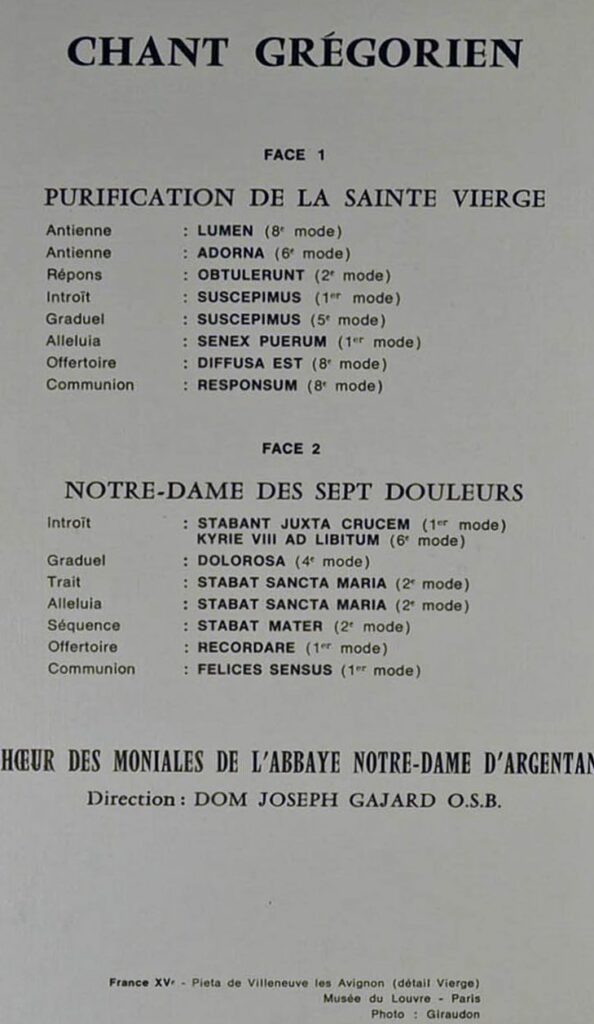 CHANT GRÉGORIEN
FACE 1
PURIFICATION DE LA SAINTE VIERGE
Antienne : LUMEN (8e mode)
Antienne : ADORNA (6e mode)
Répons : OBTULERUNT (2e mode)
Introït : SUSCEPIMUS (1er mode)
Graduel : SUSCEPIMUS (5e mode)
Alleluia : SENEX PUERUM (1er mode)
Offertoire : DIFFUSA EST (8e mode)
Communion : RESPONSUM (8e mode)
FACE 2
NOTRE-DAME DES SEPT DOULEURS
Introït : STABANT JUXTA CRUCEM (1er mode)
KYRIE VIII AD LIBITUM (6e mode)
Graduel : DOLOROSA (4e mode)
Trait : STABAT SANCTA MARIA (2e mode)
Alleluia : STABAT SANCTA MARIA (2e mode)
Séquence : STABAT MATER (2e mode)
Offertoire : RECORDARE (1er mode)
Communion : FELICES SENSUS (1er mode)
HŒUR DES MONIALES DE L'ABBAYE NOTRE-DAME D'ARGENTAN
Direction : DOM JOSEPH GAJARD O.S.B.
France XVe - Pieta de Villeneuve les Avignon (détail Vierge)
Musée du Louvre - Paris
Photo : Giraudon